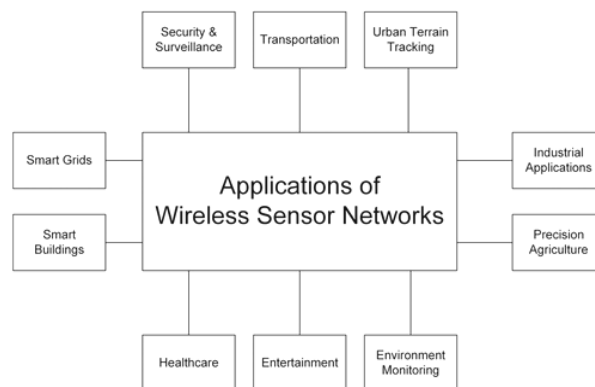 Security &
Surveillance
Transportation
Urban Terrain
Tracking
Smart Grids
Industrial
Applications
Applications of
Wireless Sensor Networks
Smart
Buildings
Precision
Agriculture
Healthcare
Entertainment
Environment
Monitoring